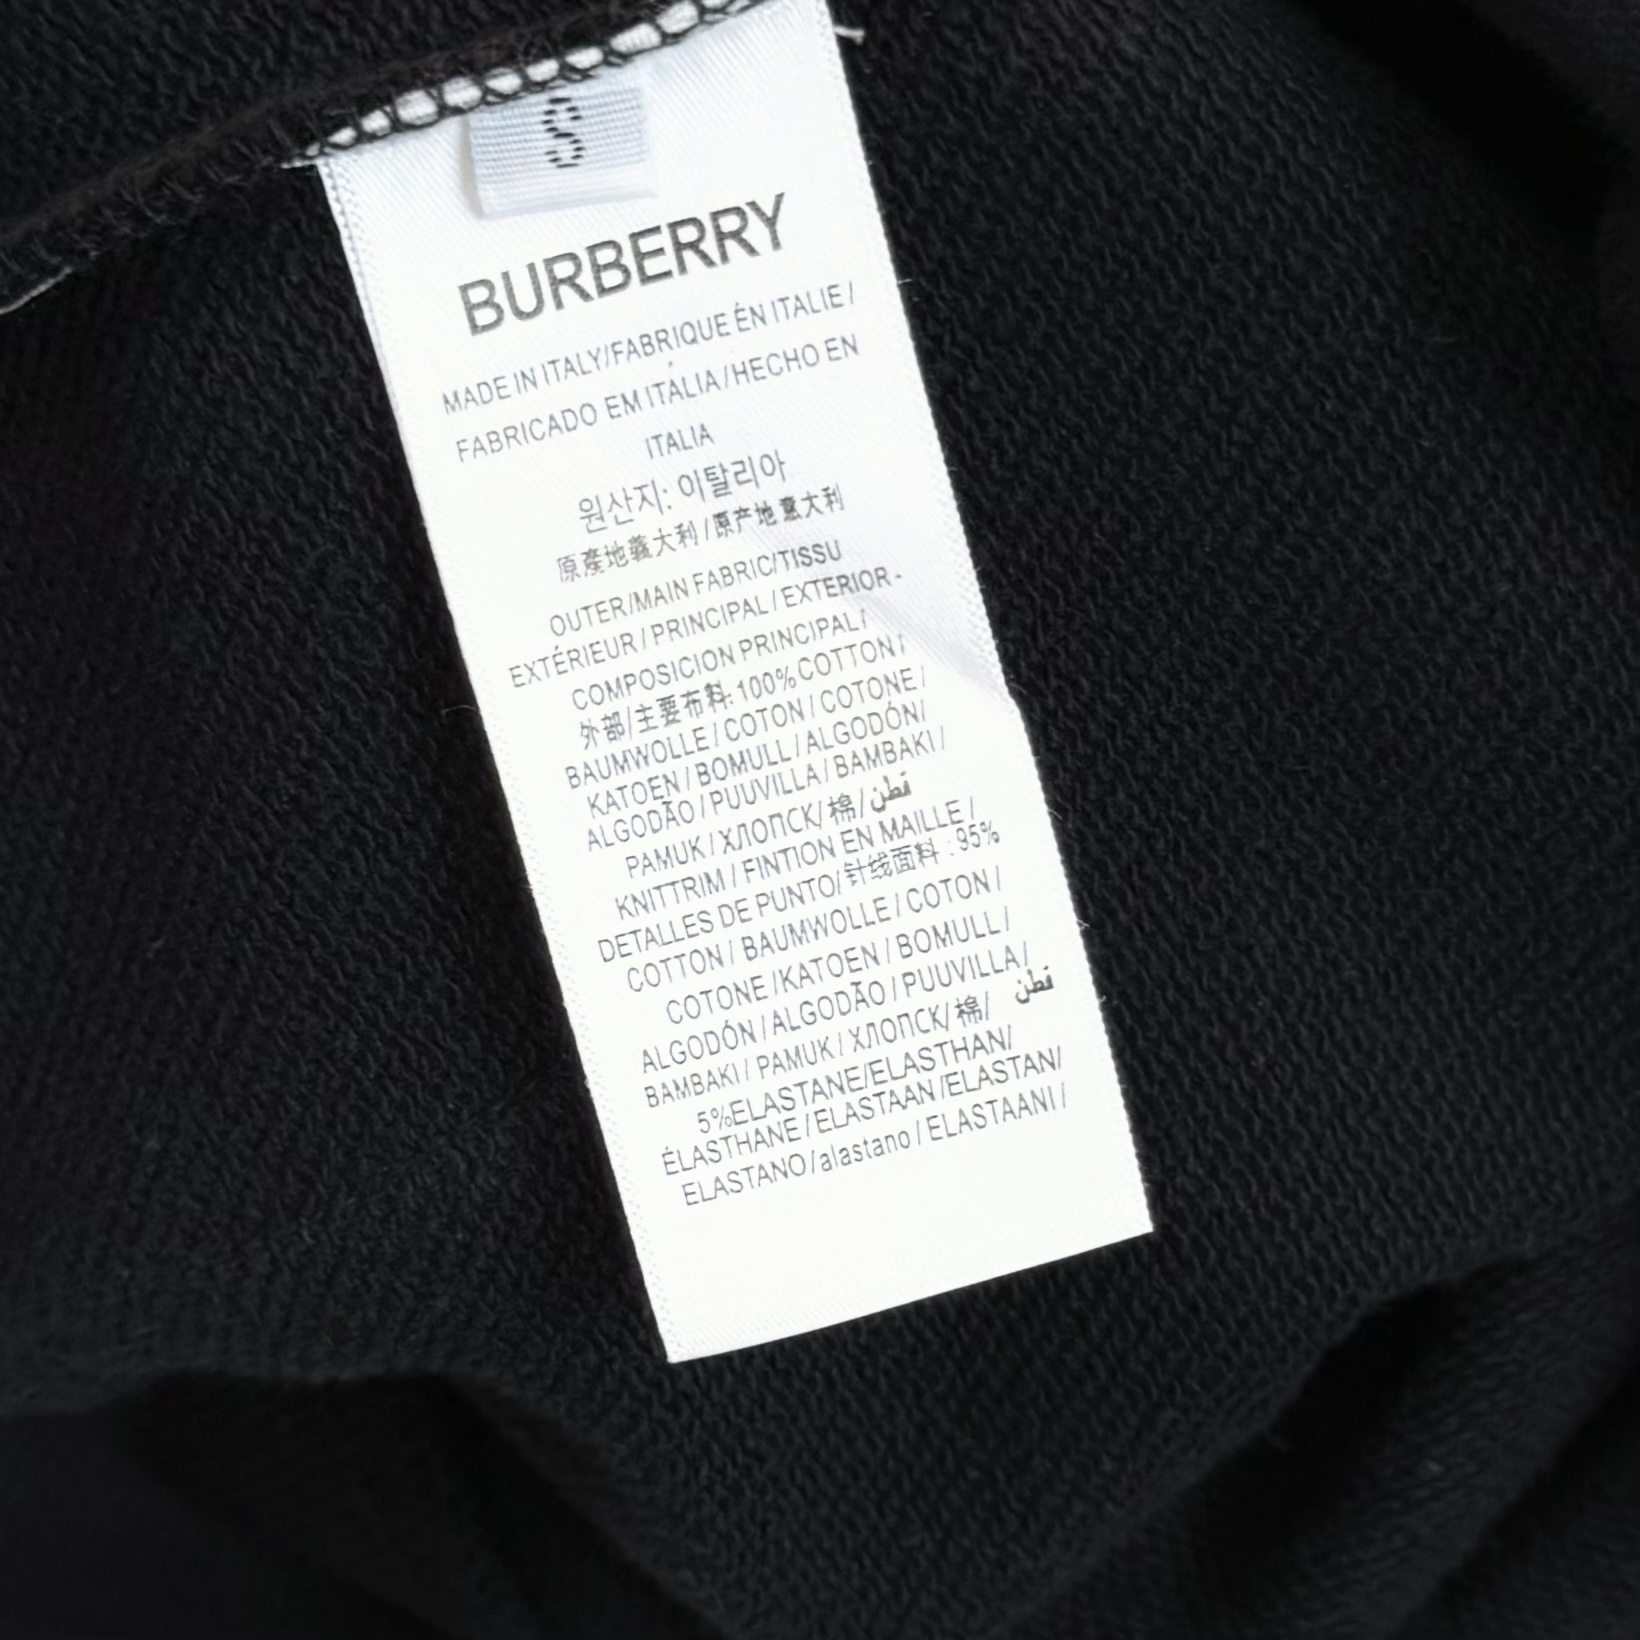 S
BURBERRY
MADE IN ITALY/FABRIQUE ÉN ITALIE/
FABRICADO EM ITÁLIA/HECHO EN
ITALIA
원산지: 이탈리아
原產地義大利/原产地意大利
OUTER/MAIN FABRIC/TISSU
EXTÉRIEUR/PRINCIPAL/EXTERIOR-
COMPOSICION PRINCIPAL/
外部/主要布料:100%COTTON/
BAUMWOLLE/COTON/COTONE/
KATOEN/BOMULL/ALGODÓN/
ALGODÃO/PUUVILLA/BAMBAKI/
PAMUK/ХЛОПСК/棉/قطن
KNITTRIM/FINTION EN MAILLE/
DETALLES DE PUNTO/针线面料:95%
COTTON/BAUMWOLLE/COTON/
COTONE/KATOEN/BOMULL/
ALGODÓN/ALGODÃO/PUUVILLA/
BAMBAKI/PAMUK/ХЛОПСК/棉/ قطن
5%ELASTANE/ELASTHAN/
ÉLASTHANE/ELASTAAN/ELASTAN/
ELASTANO/alastano/ELASTAANI/